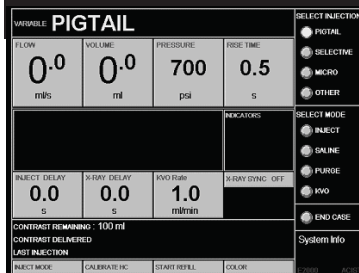 VARIABLE PIGTAIL
FLOW VOLUME PRESSURE RISE TIME
0.0 0.0 700 0.5
ml/s ml psi s
INDICATORS
INJECT DELAY X-RAY DELAY KVO Rate X-RAY SYNC OFF
0.0 0.0 1.0
s s ml/min
CONTRAST REMAINING : 100 ml
CONTRAST DELIVERED
LAST INJECTION
INJECT MODE CALIBRATE HC START REFILL COLOR
SELECT INJECTION
PIGTAIL
SELECTIVE
MICRO
OTHER
SELECT MODE
INJECT
SALINE
PURGE
KVO
END CASE
System Info